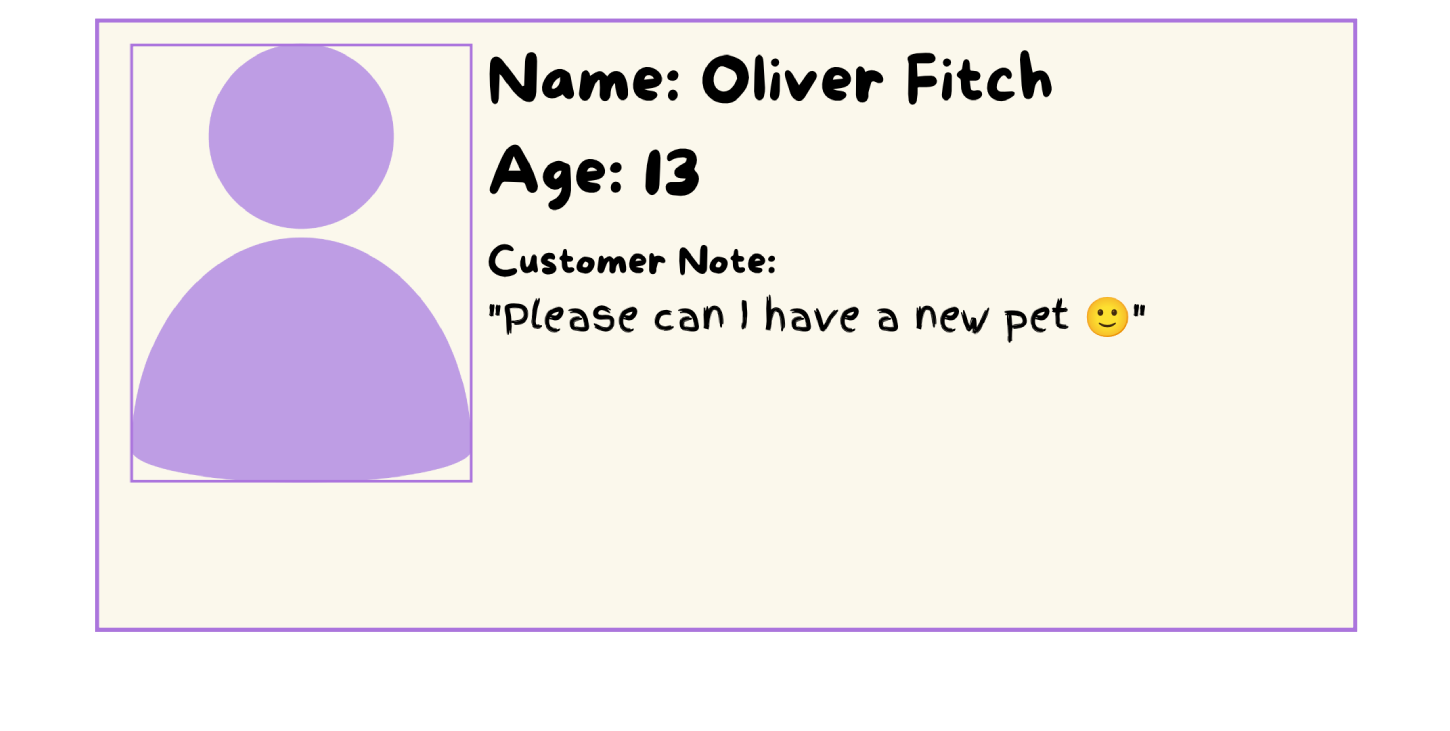 Name: Oliver Fitch
Age: 13
Customer Note:
"Please can I have a new pet 🙂"